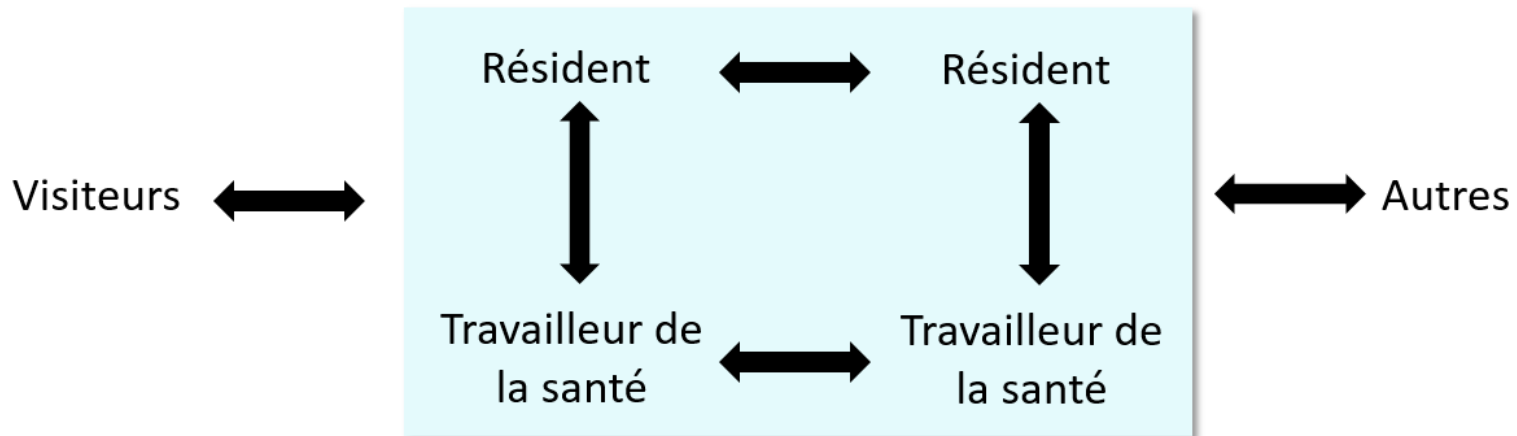 Résident
Résident
Visiteurs
Autres
Travailleur de
la santé
Travailleur de
la santé